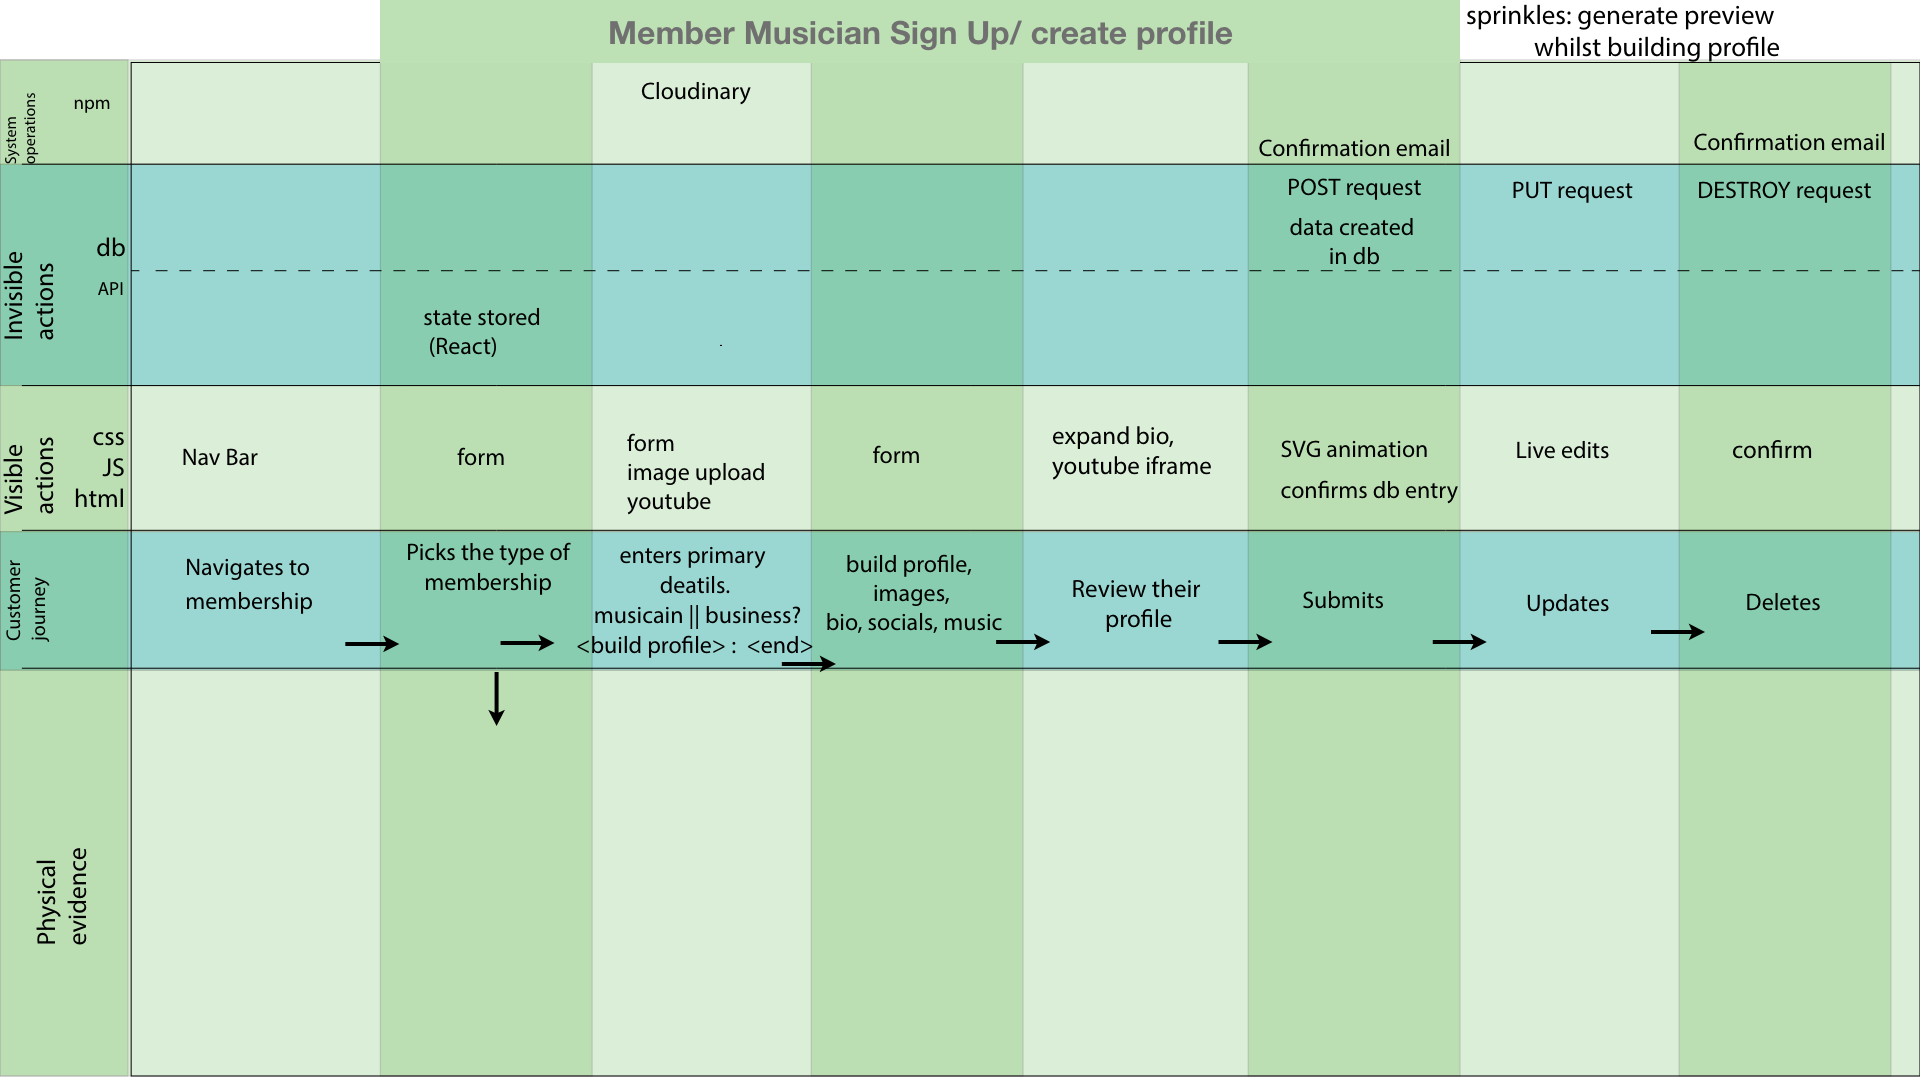 Member Musician Sign Up/ create profile
sprinkles: generate preview
whilst building profile
System
operations
npm
Cloudinary
Confirmation email
Confirmation email
Invisible
actions
db
API
state stored
(React)
POST request
data created
in db
PUT request
DESTROY request
Visible
actions
css
JS
html
Nav Bar
form
form
image upload
youtube
form
expand bio,
youtube iframe
SVG animation
confirms db entry
Live edits
confirm
Customer
journey
Navigates to
membership
Picks the type of
membership
enters primary
deatils.
musicain || business?
<build profile> :  <end>
build profile,
images,
bio, socials, music
Review their
profile
Submits
Updates
Deletes
Physical
evidence